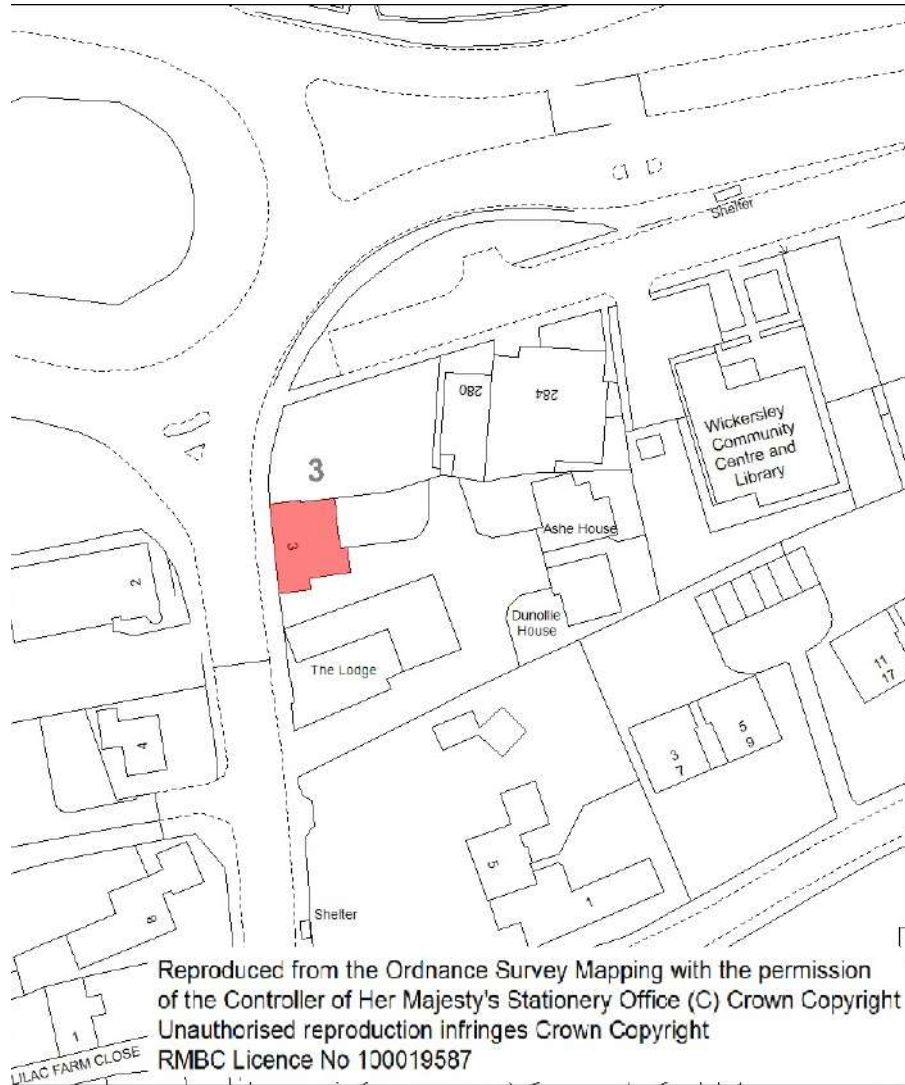 Shelter
280
284
Wickersley
Community
Centre and
Library
3
3
Ashe House
2
Dunollie
House
The Lodge
11
17
4
5
9
3
7
5
1
8
Shelter
1
LILAC FARM CLOSE
Reproduced from the Ordnance Survey Mapping with the permission
of the Controller of Her Majesty's Stationery Office (C) Crown Copyright
Unauthorised reproduction infringes Crown Copyright
RMBC Licence No 100019587